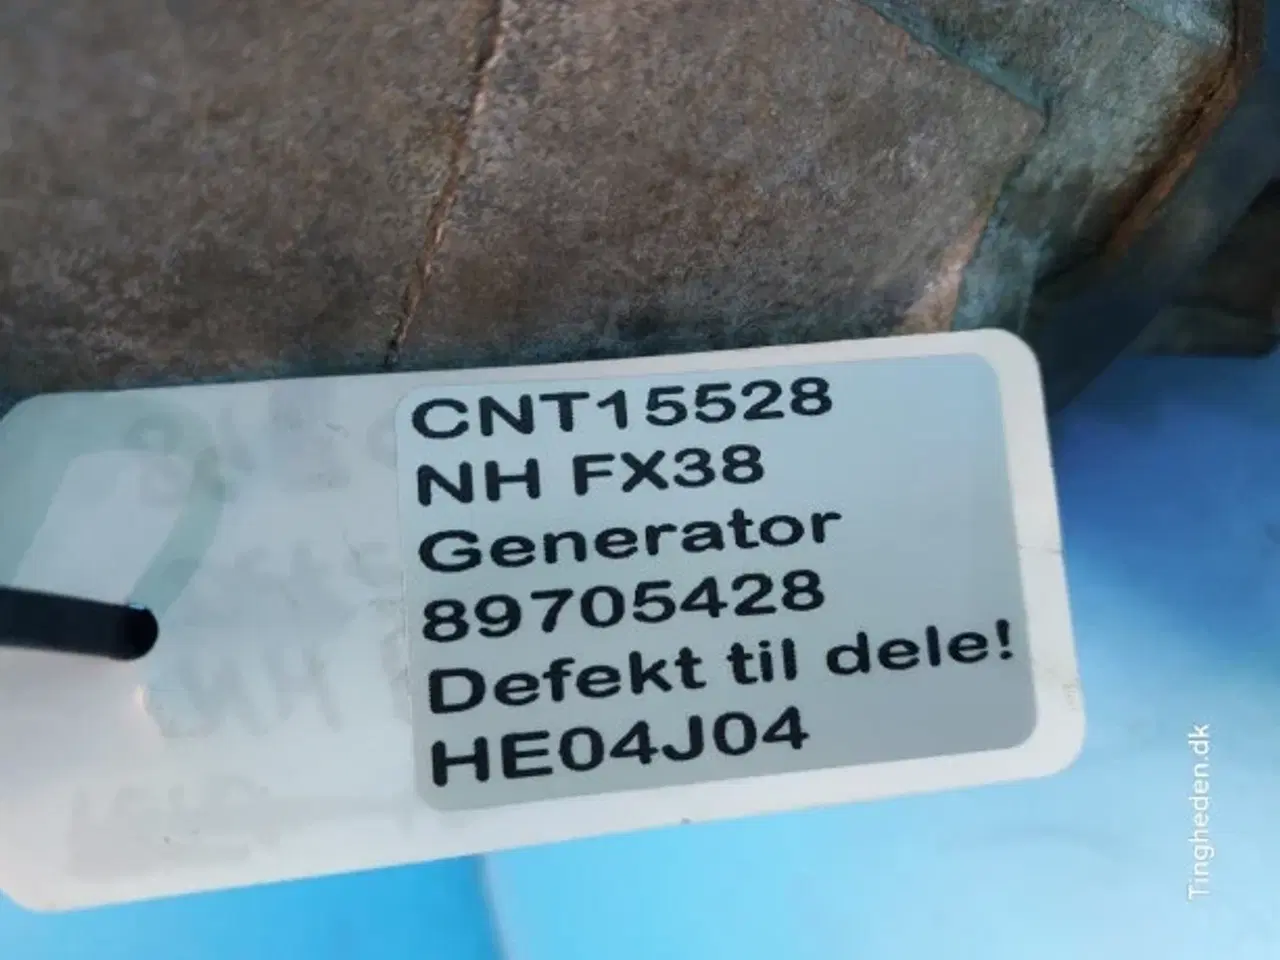 CNT15528
NH FX38
Generator
89705428
Defekt til dele!
HE04J04
Tingheden.dk